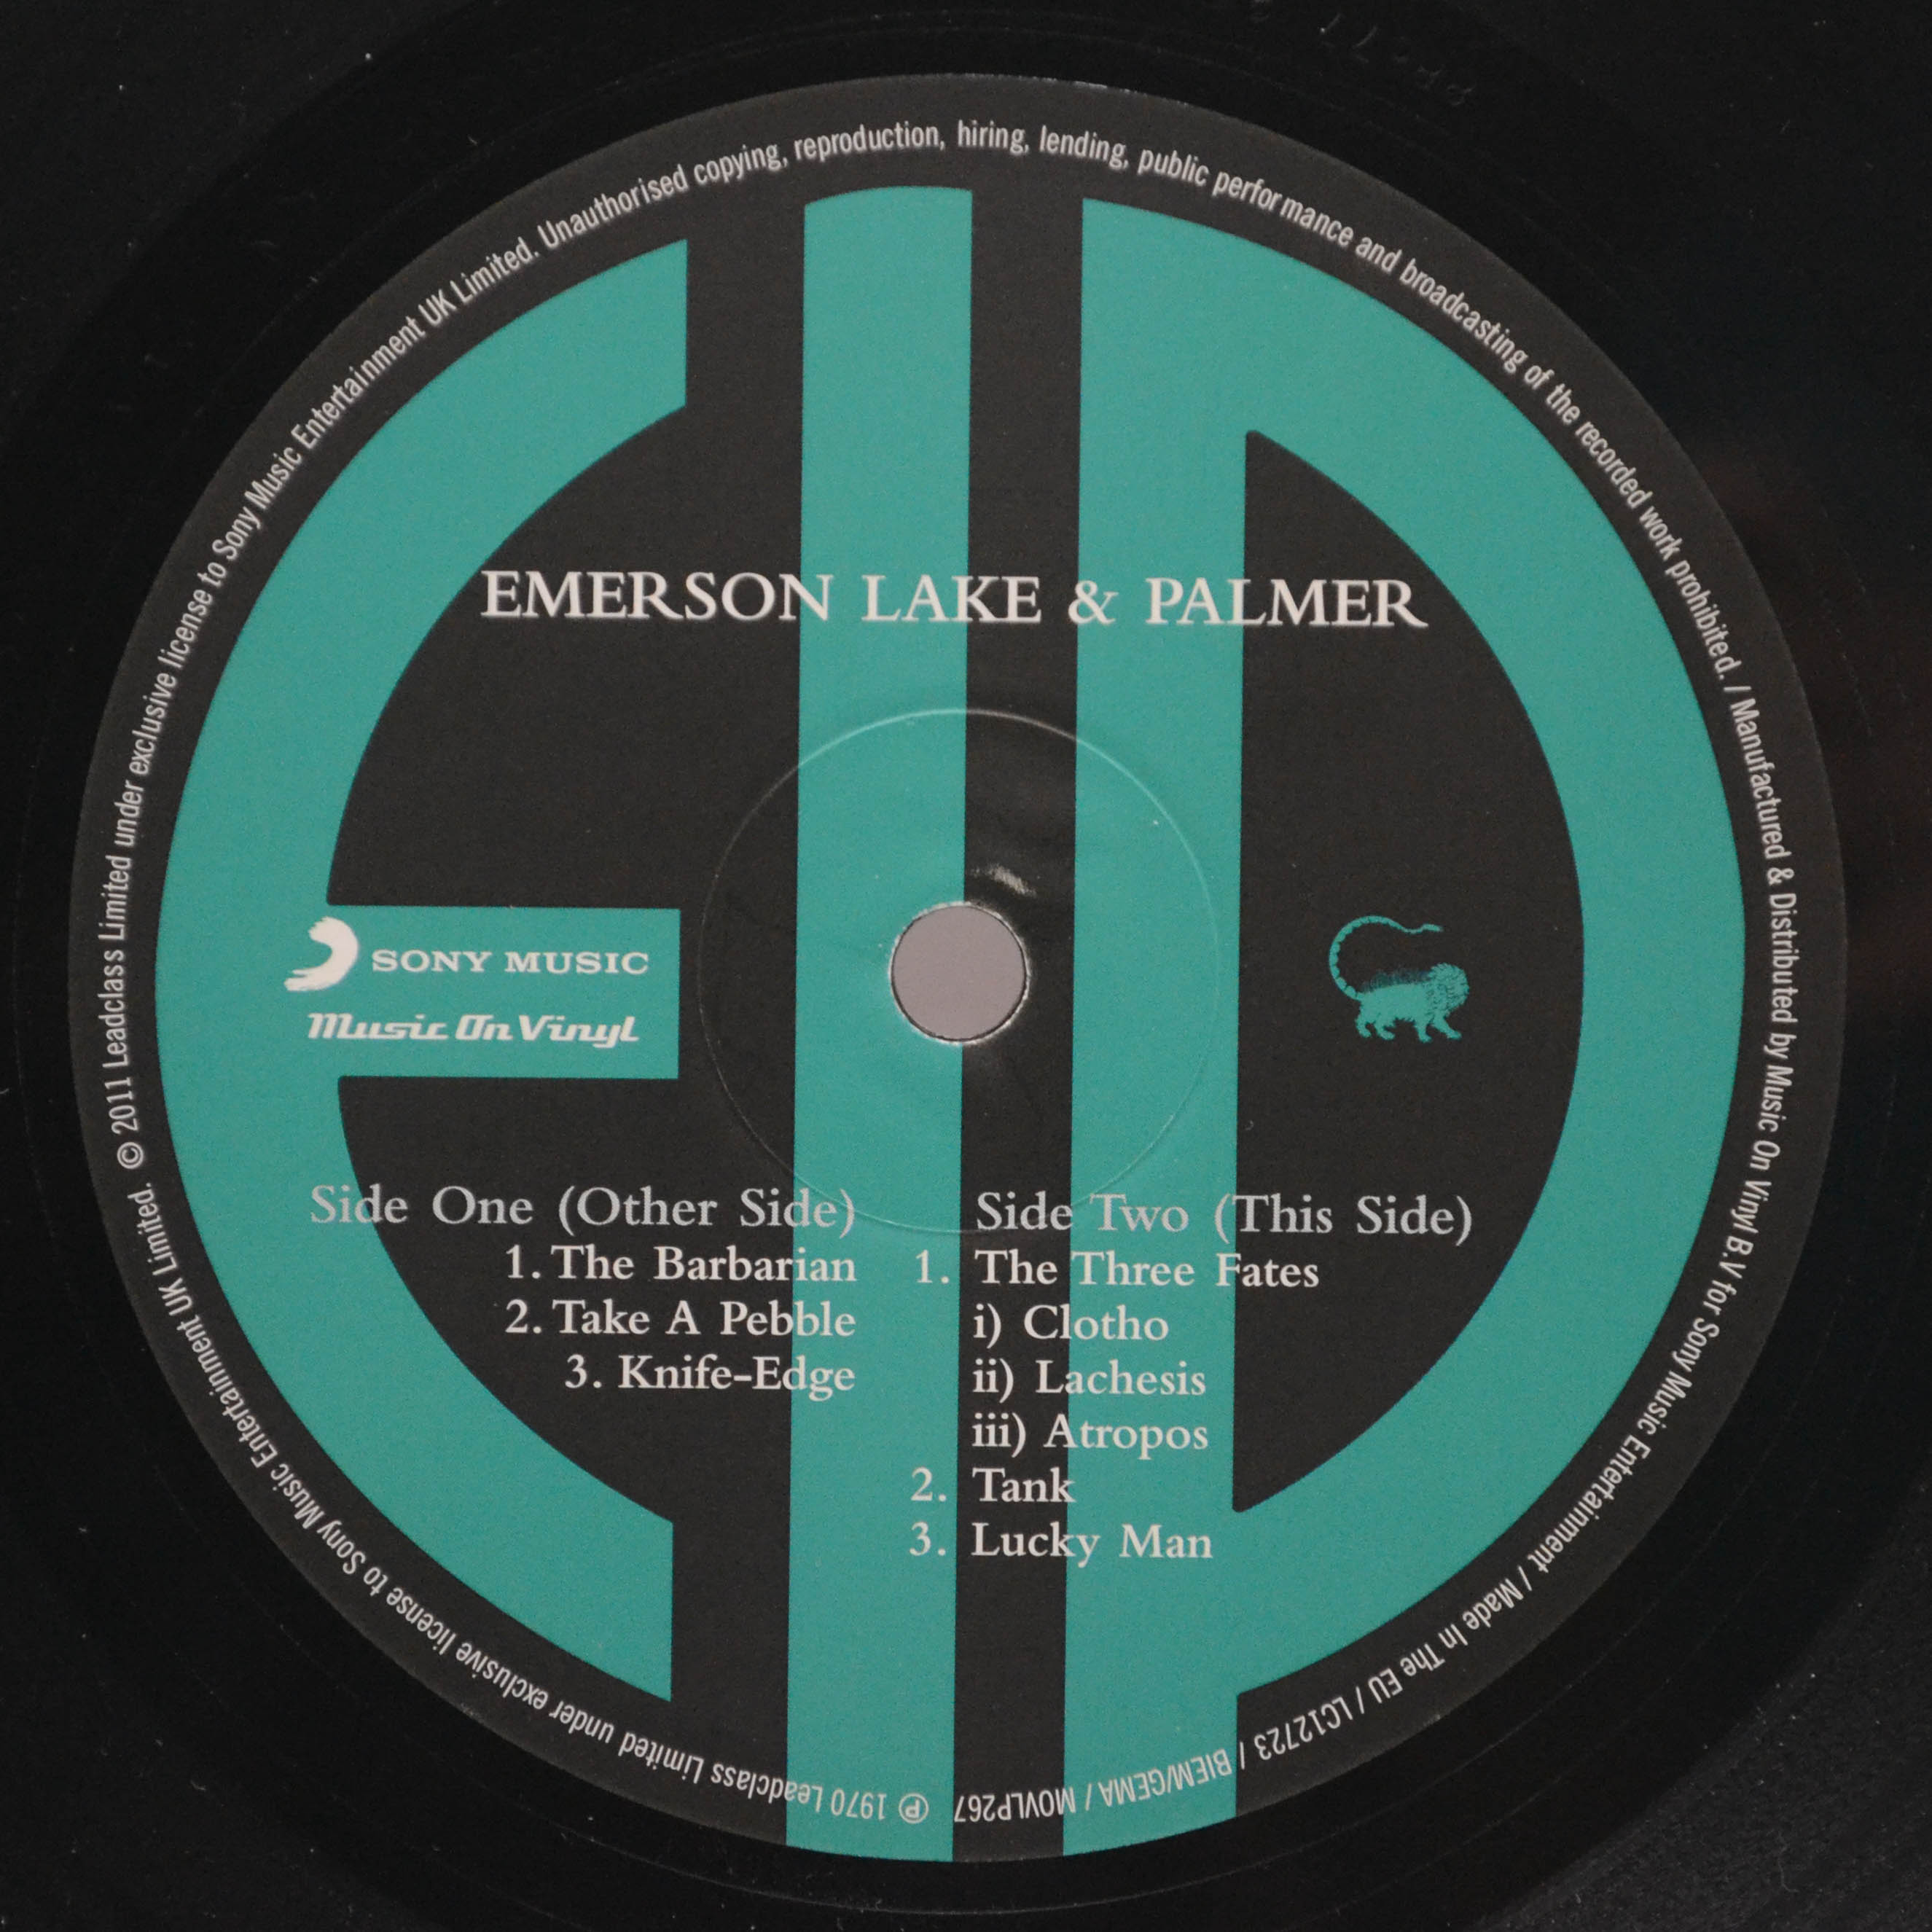 EMERSON LAKE & PALMER
SONY MUSIC
Music On Vinyl
Side One (Other Side)
1. The Barbarian
2. Take A Pebble
3. Knife-Edge
Side Two (This Side)
1. The Three Fates
i) Clotho
ii) Lachesis
iii) Atropos
2. Tank
3. Lucky Man
℗ 1970 Leadclass Limited under exclusive license to Sony Music Entertainment UK Limited. © 2011 Leadclass Limited under exclusive license to Sony Music Entertainment UK Limited. Unauthorised copying, reproduction, hiring, lending, public performance and broadcasting of the recorded work prohibited. / Manufactured & Distributed by Music On Vinyl B.V for Sony Music Entertainment / Made In The EU / LC12723 / BIEM/GEMA / MOVLP267